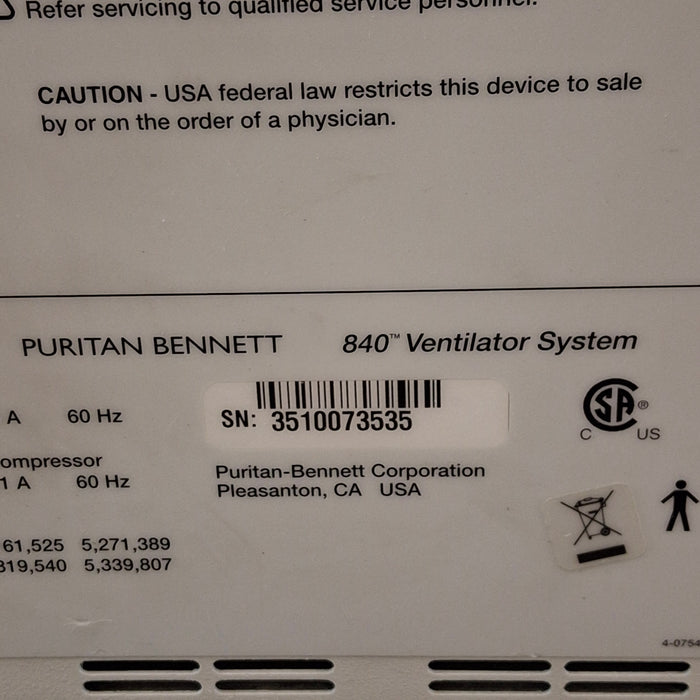 Refer servicing to qualified service personnel.
CAUTION - USA federal law restricts this device to sale
by or on the order of a physician.
PURITAN BENNETT 840™ Ventilator System
A 60 Hz
SN: 3510073535
SA ®
C US
ompressor
1 A 60 Hz
Puritan-Bennett Corporation
Pleasanton, CA USA
61,525 5,271,389
319,540 5,339,807
4-0754